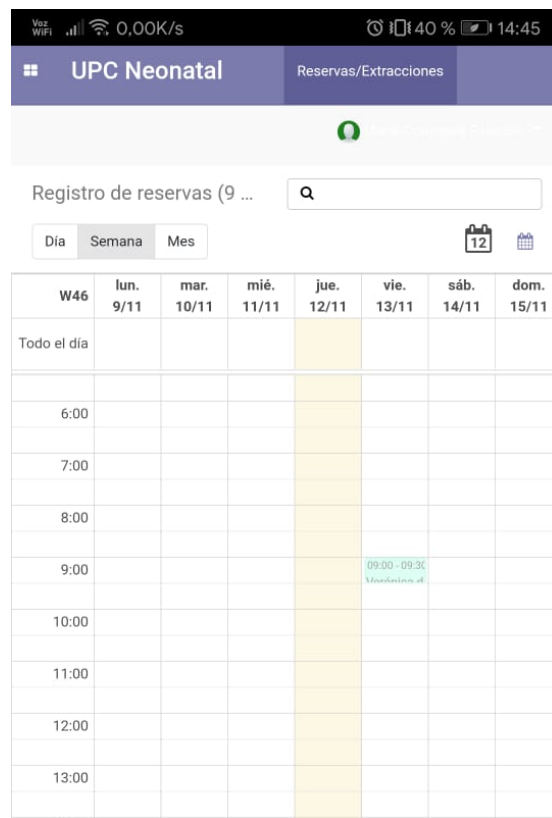 Voz WiFi 0,00K/s 40 % 14:45
UPC Neonatal Reservas/Extracciones
Registro de reservas (9 ...
Día Semana Mes 12
W46 lun. 9/11 mar. 10/11 mié. 11/11 jue. 12/11 vie. 13/11 sáb. 14/11 dom. 15/11
Todo el día
6:00
7:00
8:00
9:00 09:00 - 09:30
Verónica d
10:00
11:00
12:00
13:00